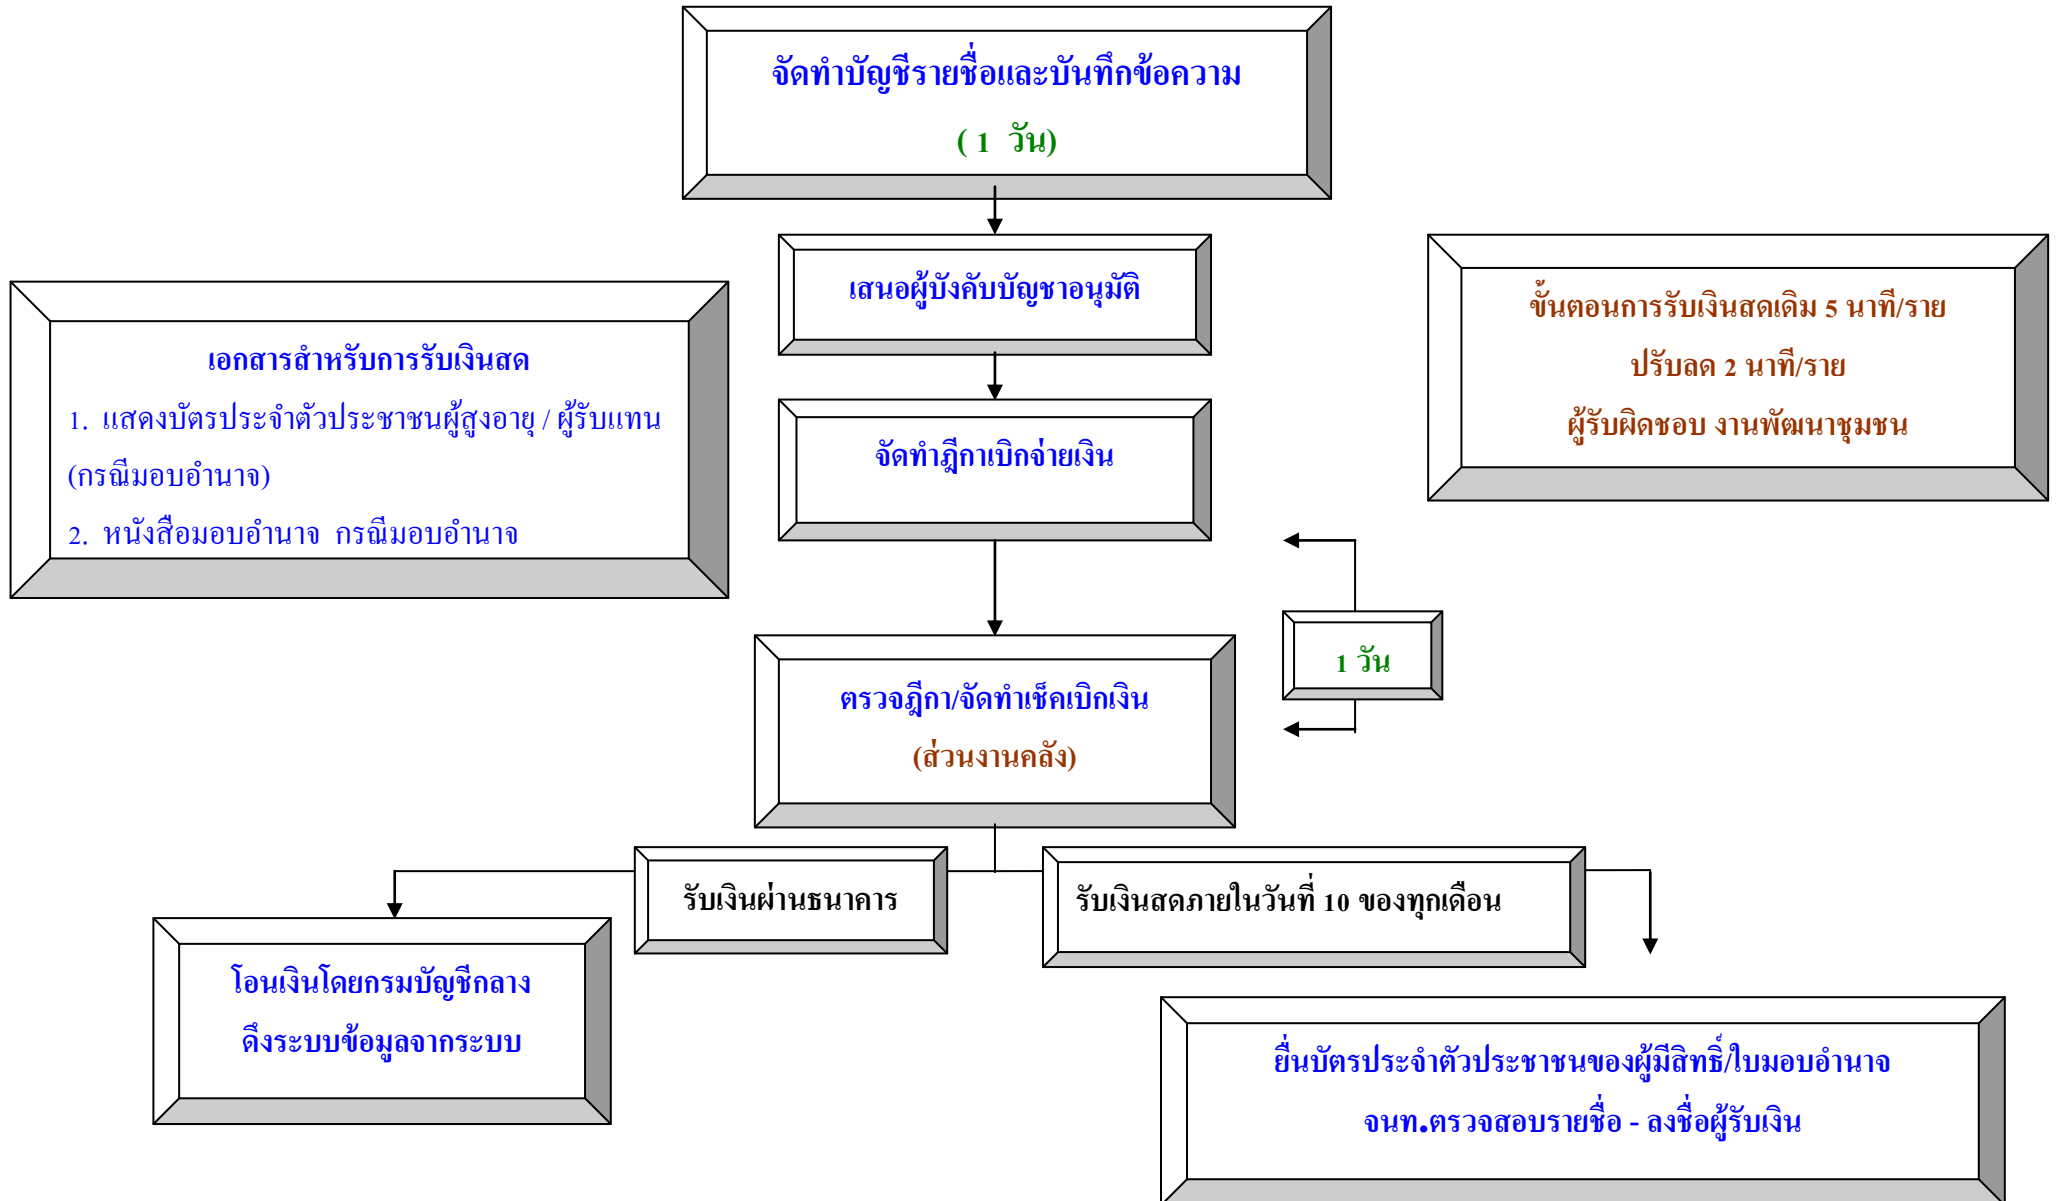 จัดทำบัญชีรายชื่อและบันทึกข้อความ
( 1 วัน)
เสนอผู้บังคับบัญชาอนุมัติ
เอกสารสำหรับการรับเงินสด
1. แสดงบัตรประจำตัวประชาชนผู้สูงอายุ / ผู้รับแทน
(กรณีมอบอำนาจ)
2. หนังสือมอบอำนาจ กรณีมอบอำนาจ
ขั้นตอนการรับเงินสดเดิม 5 นาที/ราย
ปรับลด 2 นาที/ราย
ผู้รับผิดชอบ งานพัฒนาชุมชน
จัดทำฎีกาเบิกจ่ายเงิน
1 วัน
ตรวจฎีกา/จัดทำเช็คเบิกเงิน
(ส่วนงานคลัง)
รับเงินผ่านธนาคาร
รับเงินสดภายในวันที่ 10 ของทุกเดือน
โอนเงินโดยกรมบัญชีกลาง
ดึงระบบข้อมูลจากระบบ
ยื่นบัตรประจำตัวประชาชนของผู้มีสิทธิ์/ใบมอบอำนาจ
จนท.ตรวจสอบรายชื่อ - ลงชื่อผู้รับเงิน